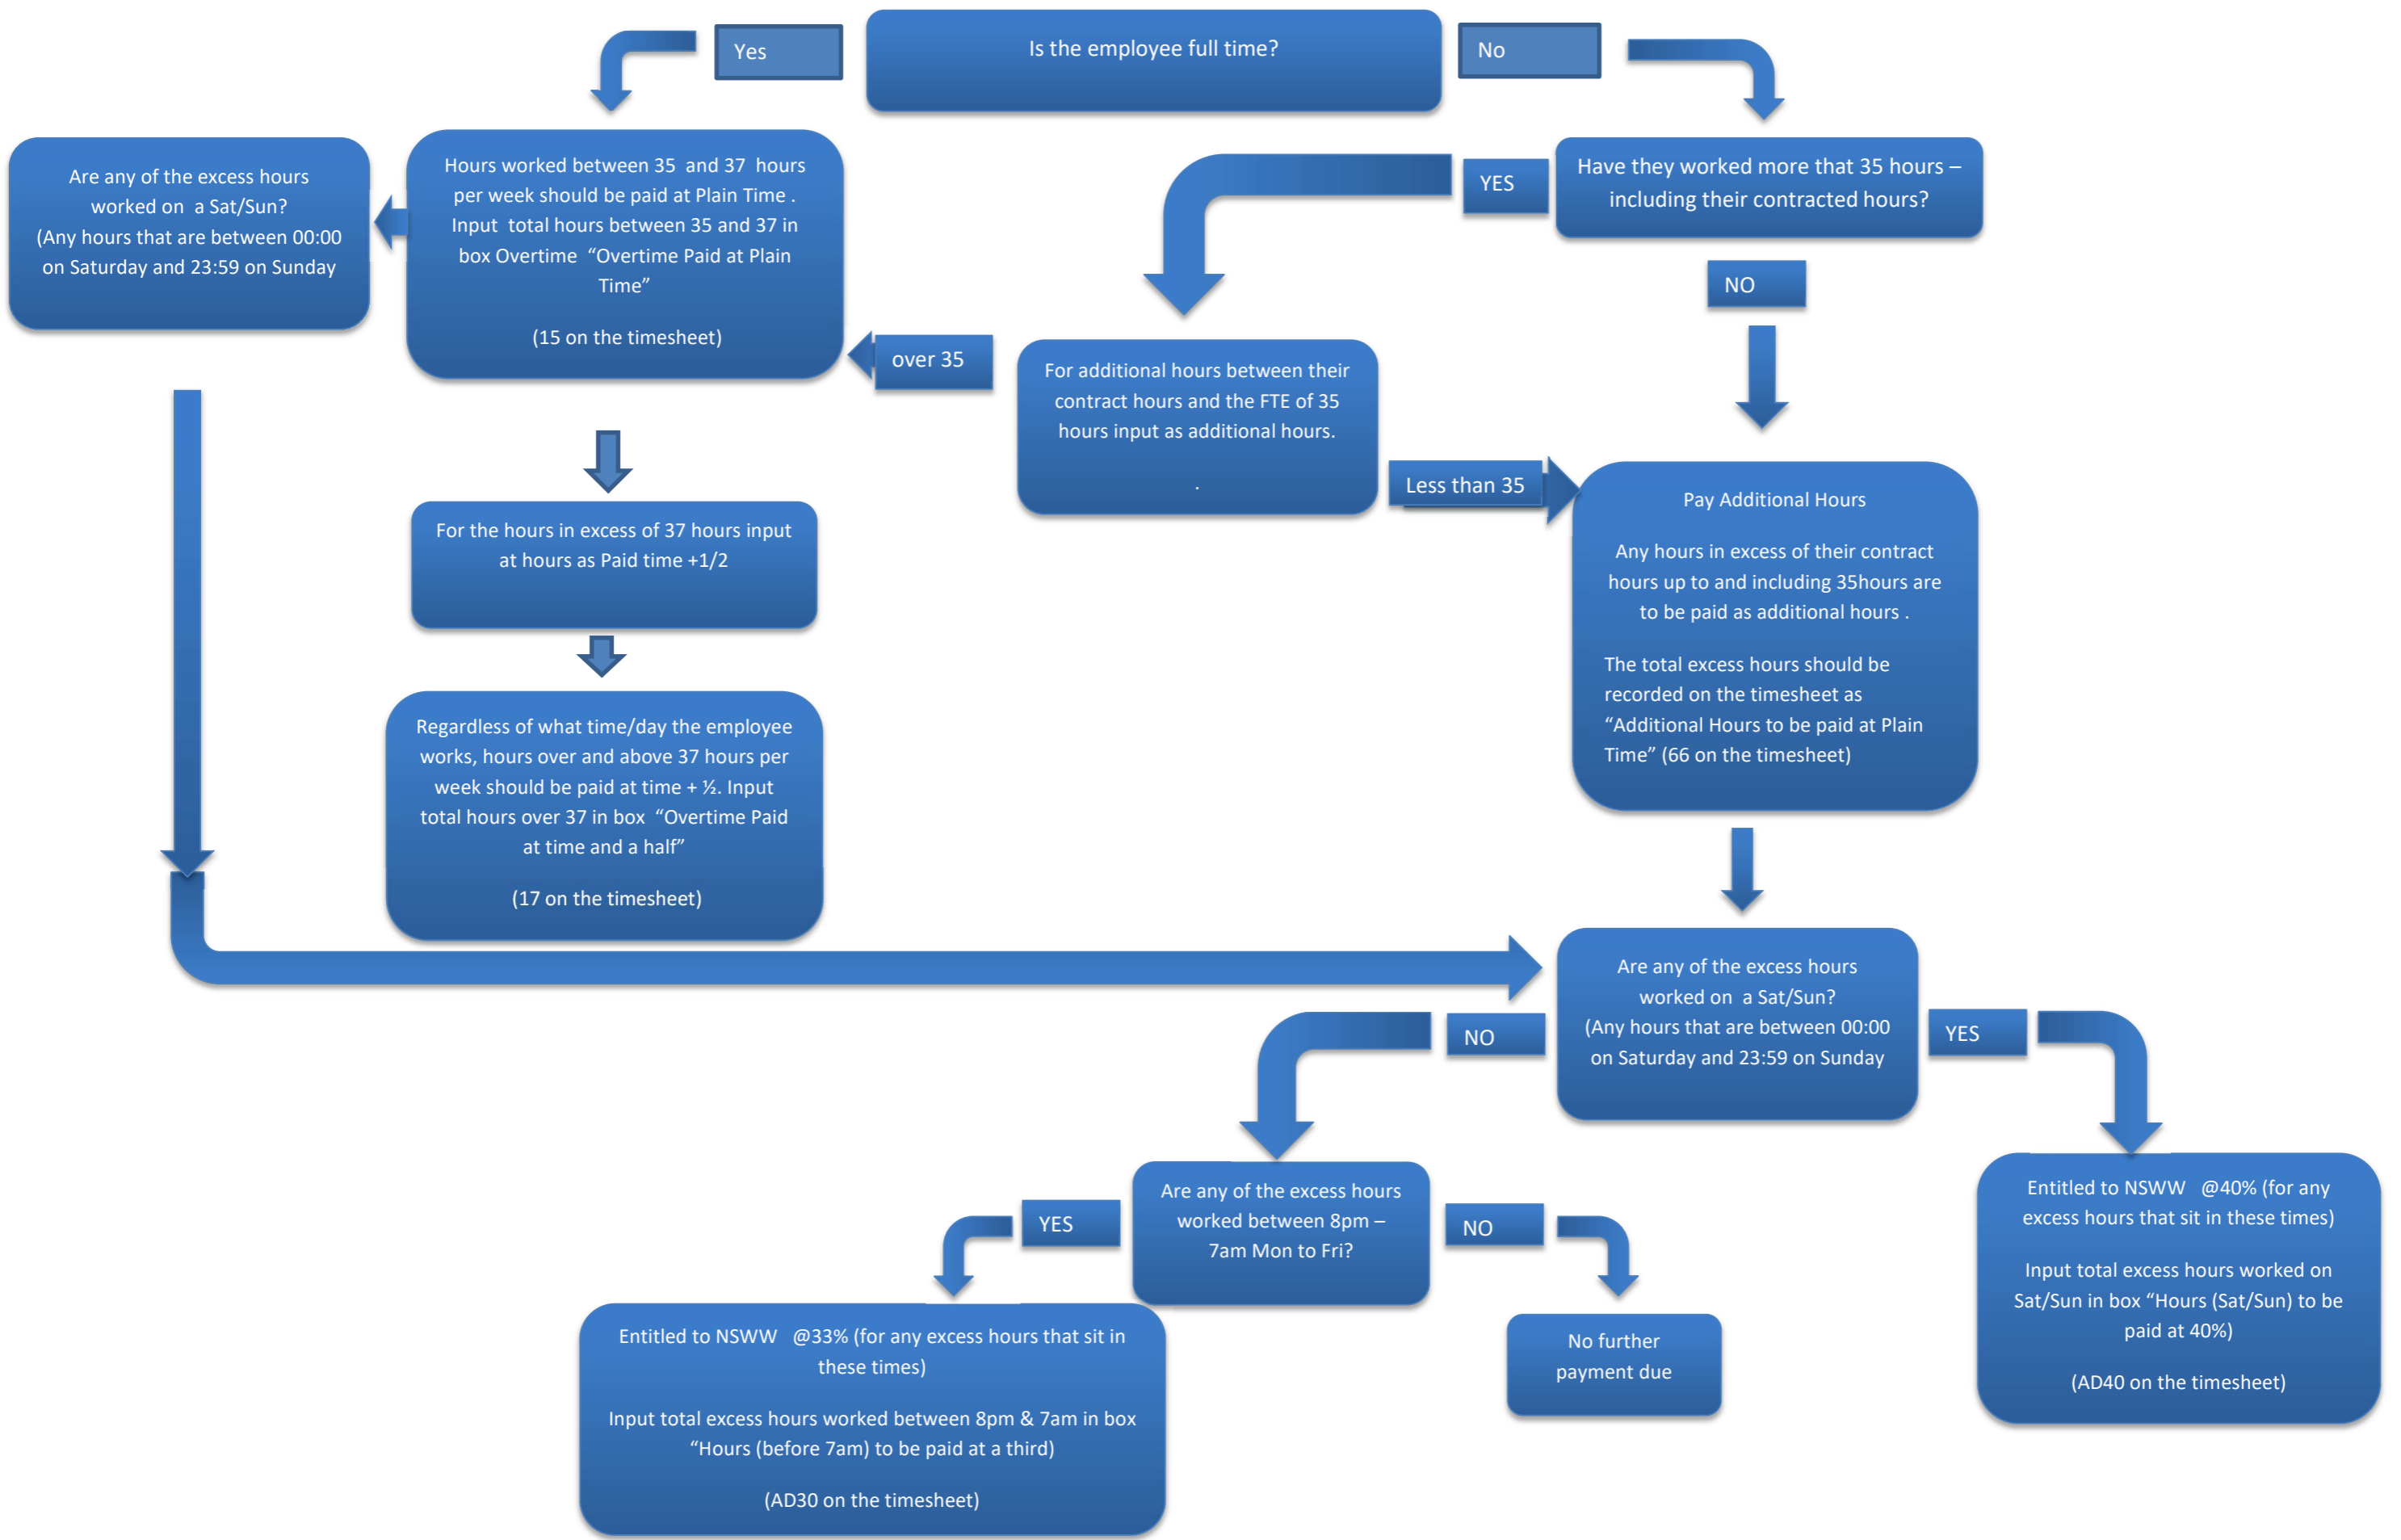 Is the employee full time?
Yes
No
Are any of the excess hours
worked on a Sat/Sun?
(Any hours that are between 00:00
on Saturday and 23:59 on Sunday
Hours worked between 35 and 37 hours
per week should be paid at Plain Time .
Input total hours between 35 and 37 in
box Overtime “Overtime Paid at Plain
Time”
(15 on the timesheet)
YES
Have they worked more that 35 hours –
including their contracted hours?
NO
over 35
For additional hours between their
contract hours and the FTE of 35
hours input as additional hours.
.
Less than 35
Pay Additional Hours
Any hours in excess of their contract
hours up to and including 35hours are
to be paid as additional hours .
The total excess hours should be
recorded on the timesheet as
“Additional Hours to be paid at Plain
Time” (66 on the timesheet)
For the hours in excess of 37 hours input
at hours as Paid time +1/2
Regardless of what time/day the employee
works, hours over and above 37 hours per
week should be paid at time + ½. Input
total hours over 37 in box “Overtime Paid
at time and a half”
(17 on the timesheet)
Are any of the excess hours
worked on a Sat/Sun?
(Any hours that are between 00:00
on Saturday and 23:59 on Sunday
NO
YES
Are any of the excess hours
worked between 8pm –
7am Mon to Fri?
YES
NO
Entitled to NSWW @40% (for any
excess hours that sit in these times)
Input total excess hours worked on
Sat/Sun in box “Hours (Sat/Sun) to be
paid at 40%)
(AD40 on the timesheet)
Entitled to NSWW @33% (for any excess hours that sit in
these times)
Input total excess hours worked between 8pm & 7am in box
“Hours (before 7am) to be paid at a third)
(AD30 on the timesheet)
No further
payment due